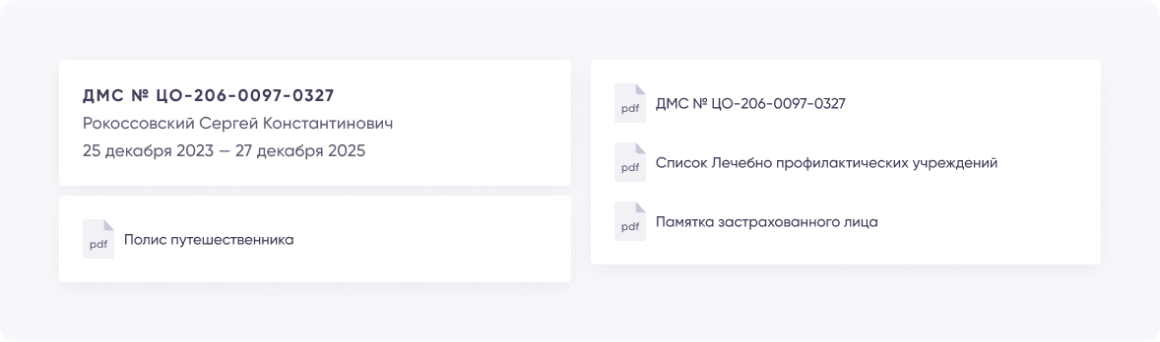 ДМС № ЦО-206-0097-0327
Рокоссовский Сергей Константинович
25 декабря 2023 — 27 декабря 2025
pdf Полис путешественника
pdf ДМС № ЦО-206-0097-0327
pdf Список Лечебно профилактических учреждений
pdf Памятка застрахованного лица